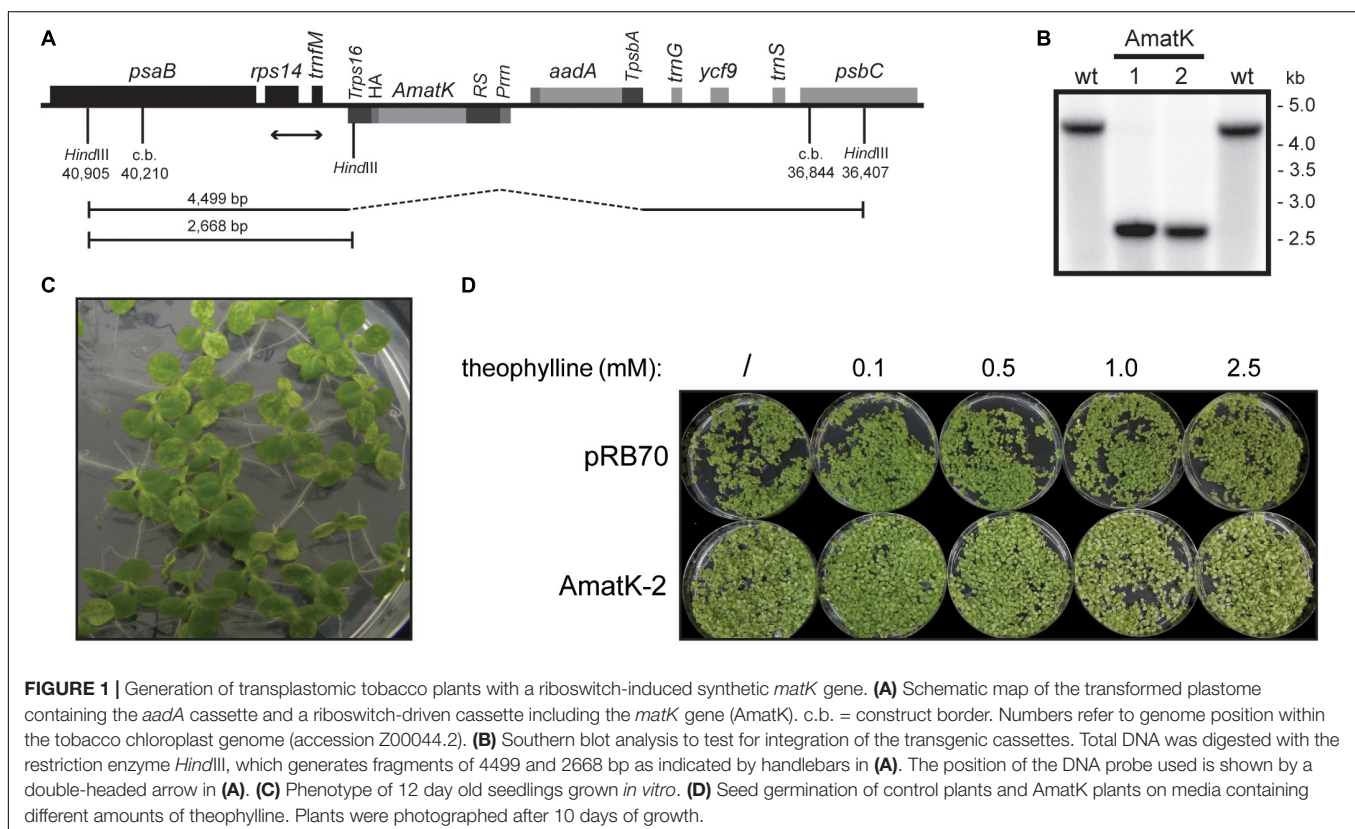 A
psaB rps14 trnfM Trps16 HA AmatK RS Prrn aadA TpsbA trnG ycf9 trnS psbC
HindIII
40,905
c.b.
40,210
HindIII
c.b.
36,844
HindIII
36,407
4,499 bp
2,668 bp
B
AmatK
wt 1 2 wt kb
- 5.0
- 4.0
- 3.5
- 3.0
- 2.5
C
D
theophylline (mM): / 0.1 0.5 1.0 2.5
pRB70
AmatK-2
FIGURE 1 | Generation of transplastomic tobacco plants with a riboswitch-induced synthetic matK gene. (A) Schematic map of the transformed plastome
containing the aadA cassette and a riboswitch-driven cassette including the matK gene (AmatK). c.b. = construct border. Numbers refer to genome position within
the tobacco chloroplast genome (accession Z00044.2). (B) Southern blot analysis to test for integration of the transgenic cassettes. Total DNA was digested with the
restriction enzyme HindIII, which generates fragments of 4499 and 2668 bp as indicated by handlebars in (A). The position of the DNA probe used is shown by a
double-headed arrow in (A). (C) Phenotype of 12 day old seedlings grown in vitro. (D) Seed germination of control plants and AmatK plants on media containing
different amounts of theophylline. Plants were photographed after 10 days of growth.